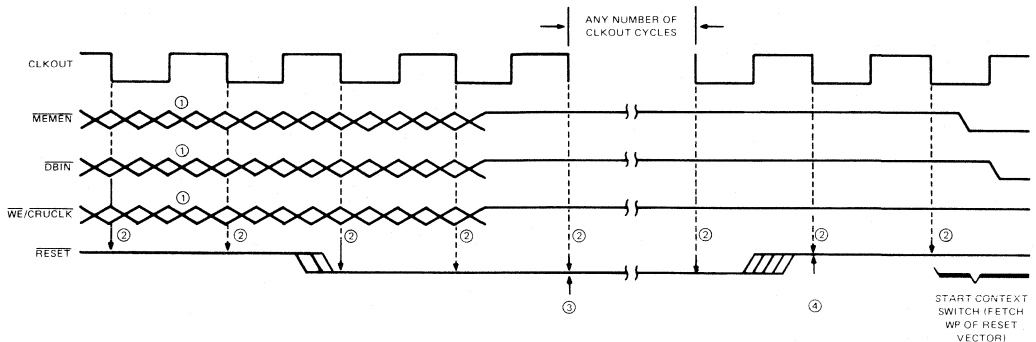 ANY NUMBER OF
CLKOUT CYCLES
CLKOUT
MEMEN
①
DBIN
①
WE/CRUCLK
①
② ② ② ② ② ② ② ②
RESET
③
④
START CONTEXT
SWITCH (FETCH
WP OF RESET
VECTOR)